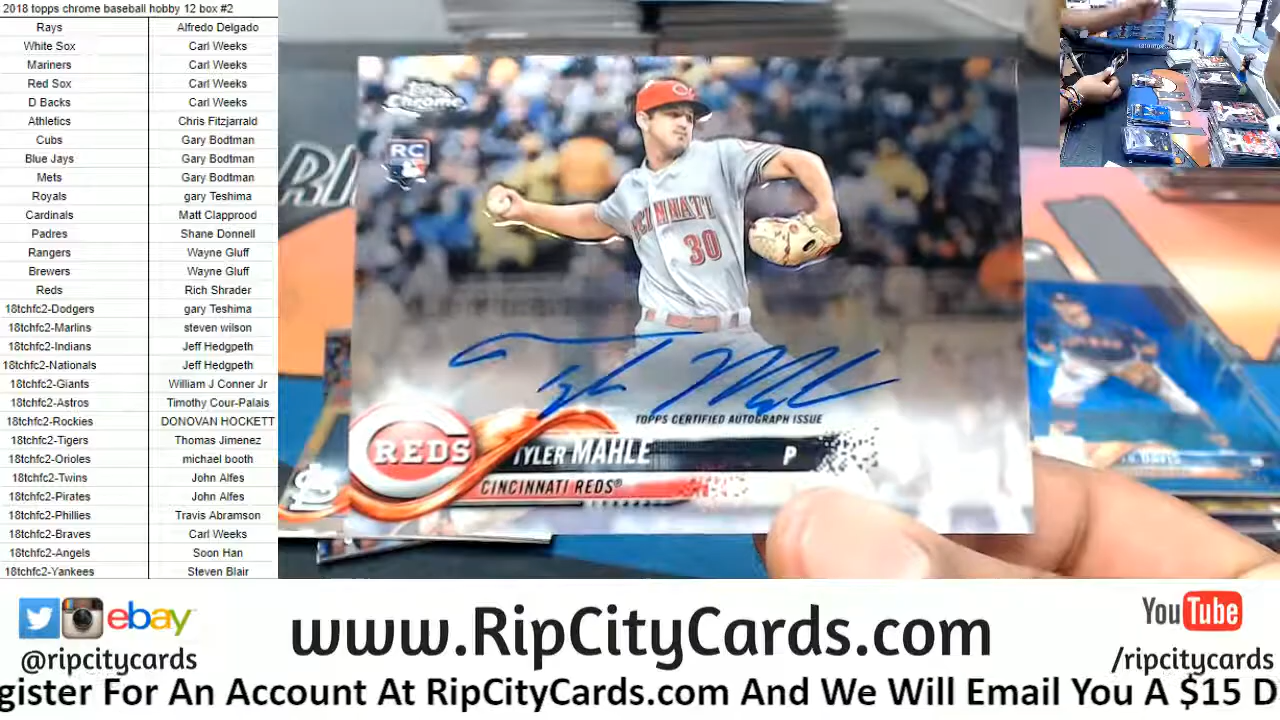 2018 topps chrome baseball hobby 12 box #2
Rays Alfredo Delgado
White Sox Carl Weeks
Mariners Carl Weeks
Red Sox Carl Weeks
D Backs Carl Weeks
Athletics Chris Fitzjarrald
Cubs Gary Bodtman
Blue Jays Gary Bodtman
Mets Gary Bodtman
Royals gary Teshima
Cardinals Matt Clapprood
Padres Shane Donnell
Rangers Wayne Gluff
Brewers Wayne Gluff
Reds Rich Shrader
18tchfc2-Dodgers gary Teshima
18tchfc2-Marlins steven wilson
18tchfc2-Indians Jeff Hedgpeth
18tchfc2-Nationals Jeff Hedgpeth
18tchfc2-Giants William J Conner Jr
18tchfc2-Astros Timothy Cour-Palais
18tchfc2-Rockies DONOVAN HOCKETT
18tchfc2-Tigers Thomas Jimenez
18tchfc2-Orioles michael booth
18tchfc2-Twins John Alfes
18tchfc2-Pirates John Alfes
18tchfc2-Phillies Travis Abramson
18tchfc2-Braves Carl Weeks
18tchfc2-Angels Soon Han
18tchfc2-Yankees Steven Blair
Topps
Chrome
RC
CINCINNATI
30
TOPPS CERTIFIED AUTOGRAPH ISSUE
REDS
TYLER MAHLE P
CINCINNATI REDS®
ebay
@ripcitycards
www.RipCityCards.com
YouTube
/ripcitycards
gister For An Account At RipCityCards.com And We Will Email You A $15 D